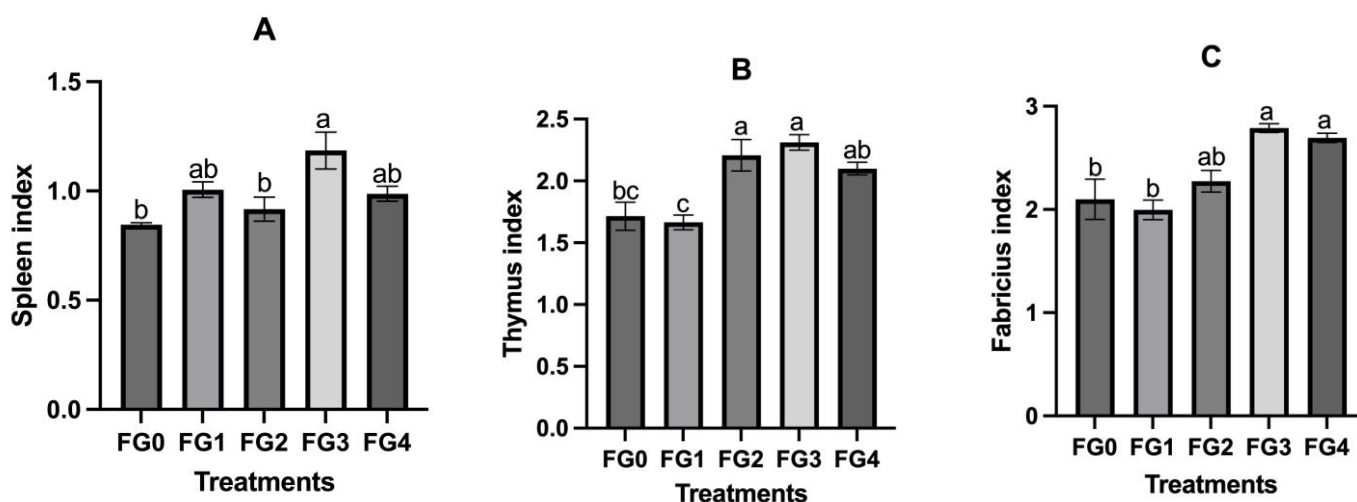 A
Spleen index
1.5
1.0
0.5
0.0
b
ab
b
a
ab
FG0 FG1 FG2 FG3 FG4
Treatments
B
Thymus index
2.5
2.0
1.5
1.0
0.5
0.0
bc
c
a
a
ab
FG0 FG1 FG2 FG3 FG4
Treatments
C
Fabricius index
3
2
1
0
b
b
ab
a
a
FG0 FG1 FG2 FG3 FG4
Treatments